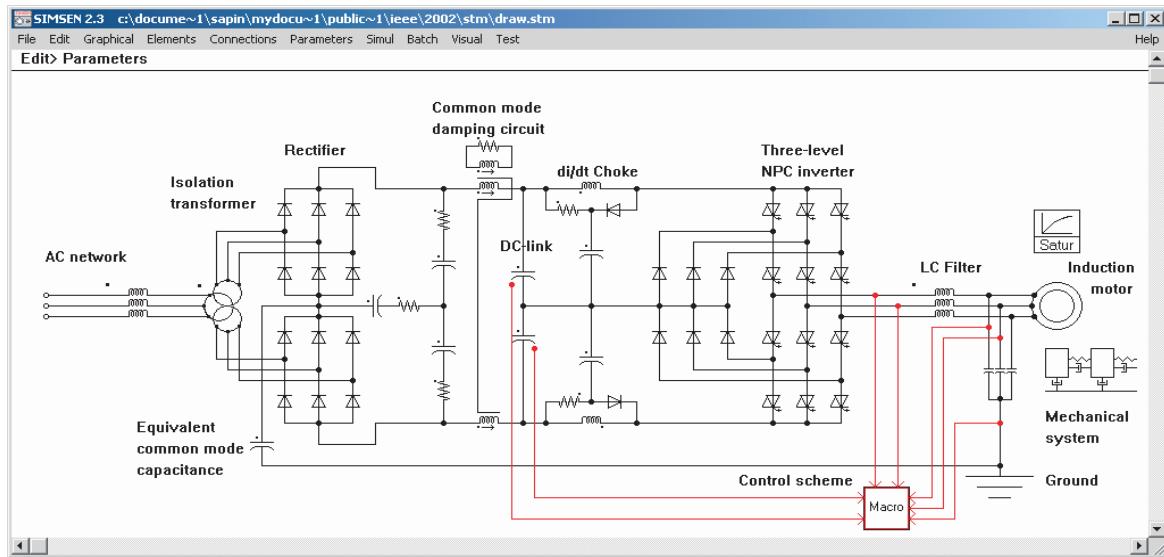 SIMSEN 2.3 c:\docume~1\sapin\mydocu~1\public~1\ieee\2002\stm\draw.stm
File Edit Graphical Elements Connections Parameters Simul Batch Visual Test Help
Edit> Parameters
Common mode
damping circuit
Rectifier
di/dt Choke
Three-level
NPC inverter
Isolation
transformer
Satur
AC network
DC-link
LC Filter
Induction
motor
Equivalent
common mode
capacitance
Mechanical
system
Control scheme
Ground
Macro